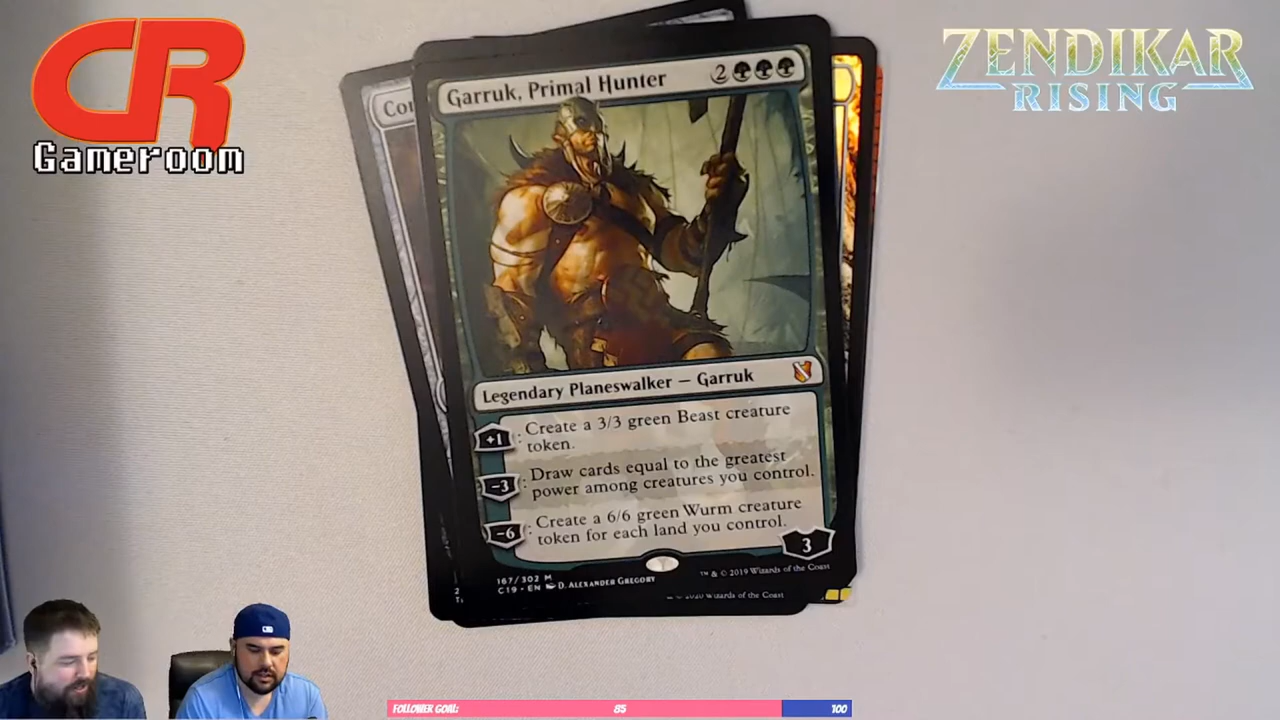 CR
Gameroom
ZENDIKAR
RISING
Garruk, Primal Hunter 2
Legendary Planeswalker — Garruk
+1 : Create a 3/3 green Beast creature
token.
-3 : Draw cards equal to the greatest
power among creatures you control.
-6 : Create a 6/6 green Wurm creature
token for each land you control.
3
167/302 M
C19 • EN D. ALEXANDER GREGORY
™ & © 2019 Wizards of the Coast
& © 2020 Wizards of the Coast
FOLLOWER GOAL: 85 100